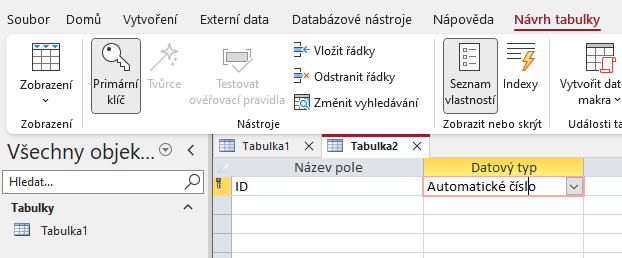 Soubor Domů Vytvoření Externí data Databázové nástroje Nápověda Návrh tabulky
Zobrazení
Primární klíč
Tvůrce
Testovat ověřovací pravidla
Vložit řádky
Odstranit řádky
Změnit vyhledávání
Seznam vlastností
Indexy
Vytvořit dat
makra
Zobrazení Nástroje Zobrazit nebo skrýt Události ta
Všechny objek...
Hledat...
Tabulky
Tabulka1
Tabulka1 Tabulka2
Název pole Datový typ
ID Automatické číslo